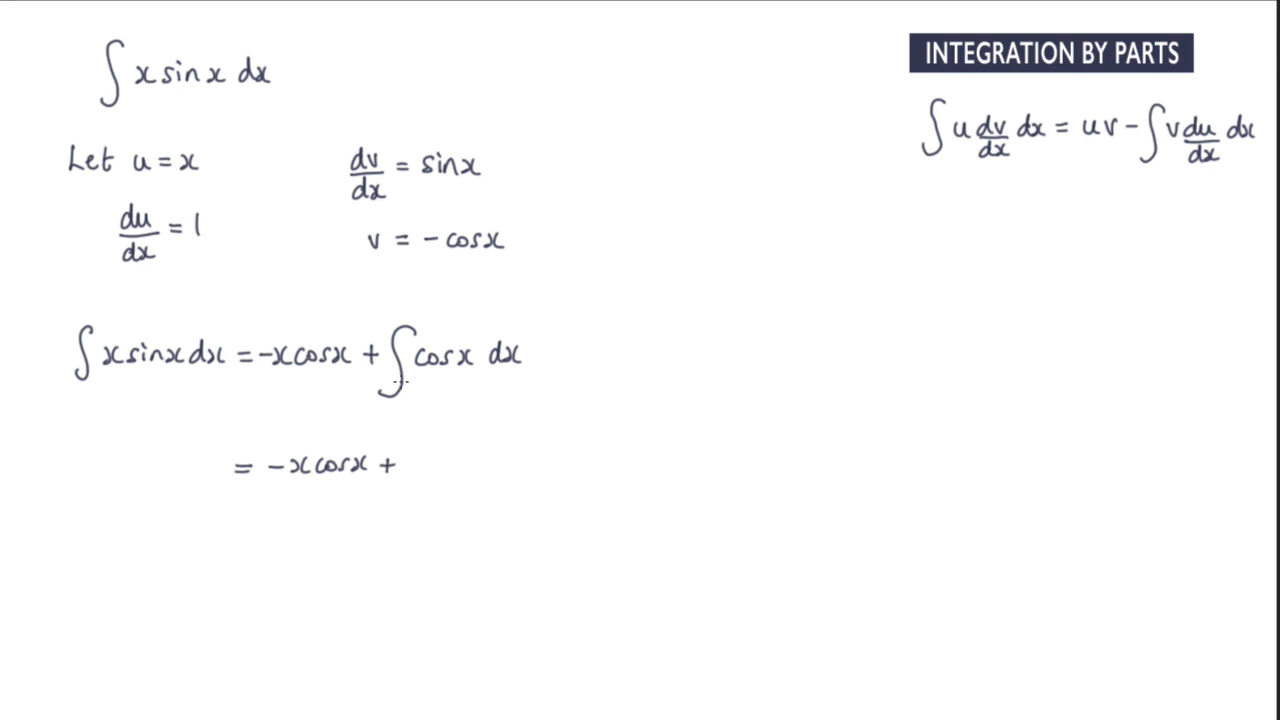 ∫ x sin x dx
INTEGRATION BY PARTS
∫ u dv/dx dx = uv - ∫ v du/dx dx
Let u = x
dv/dx = sin x
du/dx = 1
v = - cos x
∫ x sin x dx = -x cos x + ∫ cos x dx
= - x cos x +